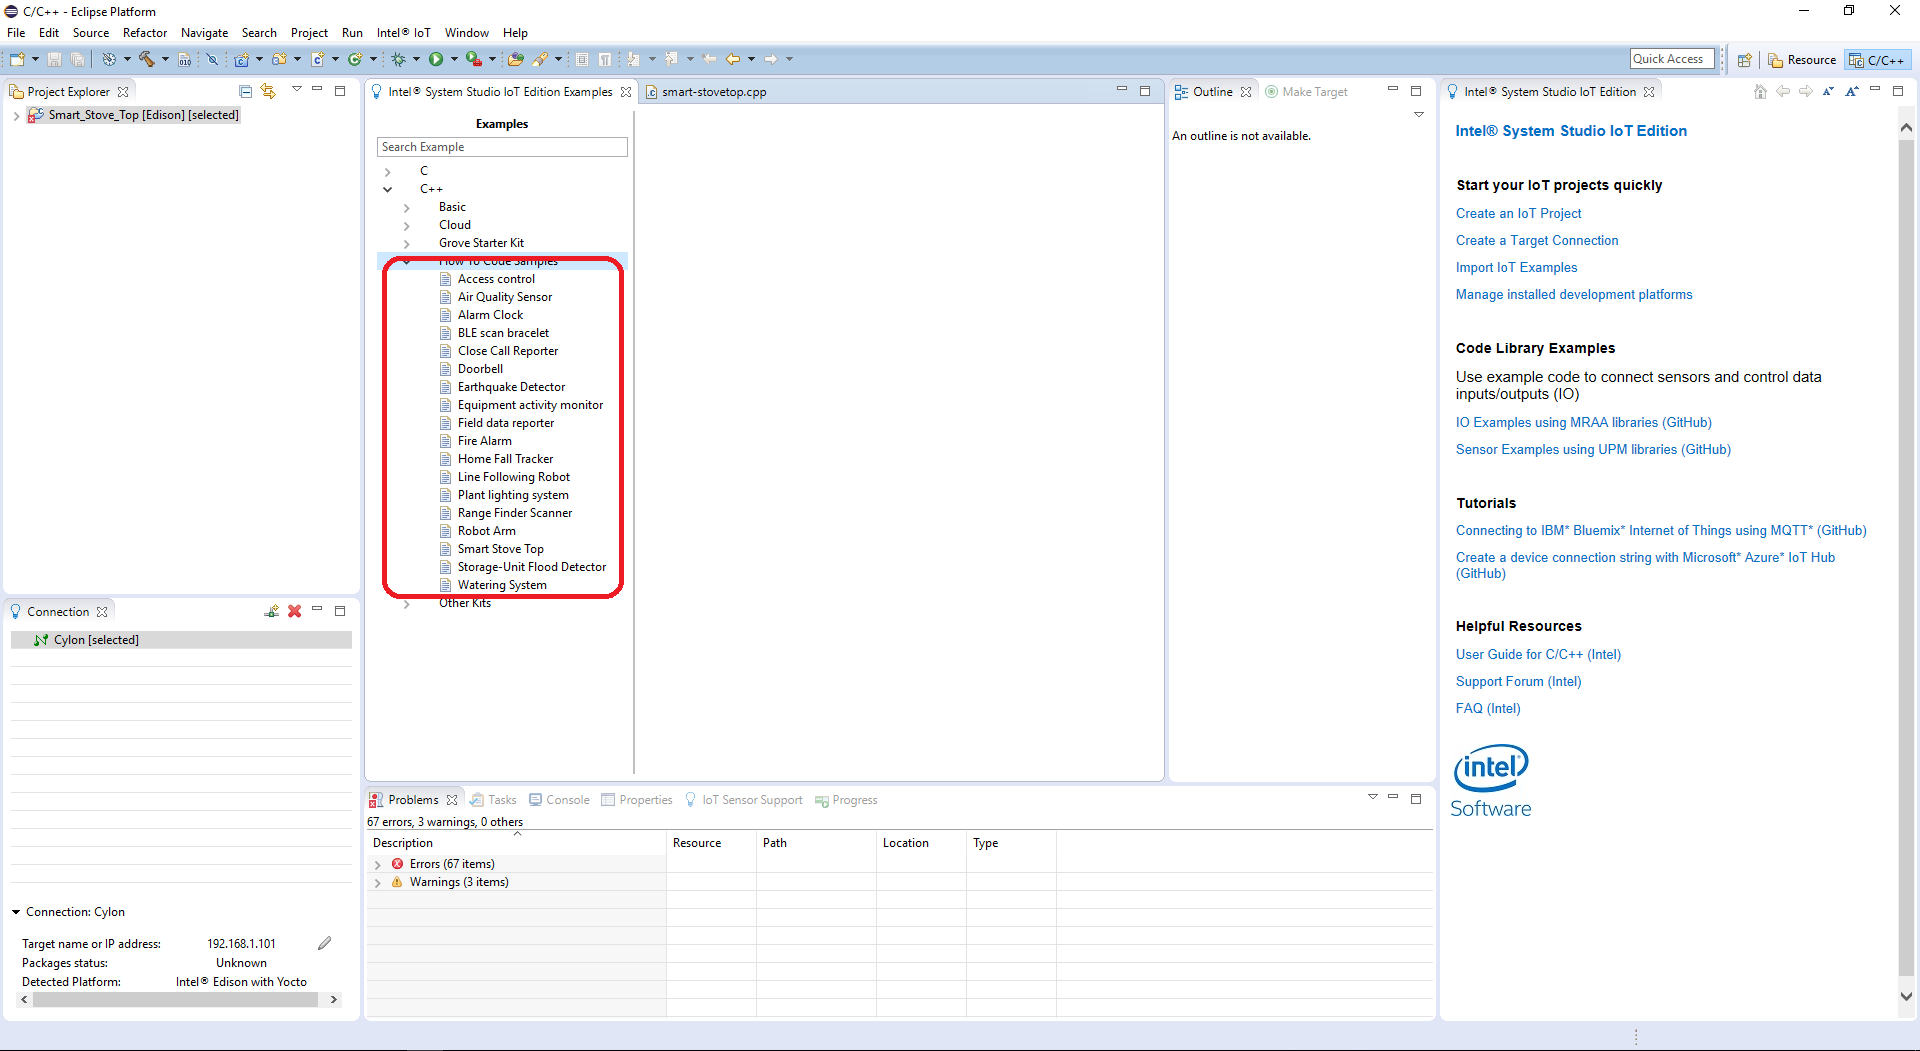 C/C++ - Eclipse Platform
File Edit Source Refactor Navigate Search Project Run Intel® IoT Window Help
Quick Access
Resource
C/C++
Project Explorer
Smart_Stove_Top [Edison] [selected]
Intel® System Studio IoT Edition Examples
smart-stovetop.cpp
Examples
Search Example
C
C++
Basic
Cloud
Grove Starter Kit
How To Code Samples
Access control
Air Quality Sensor
Alarm Clock
BLE scan bracelet
Close Call Reporter
Doorbell
Earthquake Detector
Equipment activity monitor
Field data reporter
Fire Alarm
Home Fall Tracker
Line Following Robot
Plant lighting system
Range Finder Scanner
Robot Arm
Smart Stove Top
Storage-Unit Flood Detector
Watering System
Other Kits
Outline
Make Target
An outline is not available.
Intel® System Studio IoT Edition
Intel® System Studio IoT Edition
Start your IoT projects quickly
Create an IoT Project
Create a Target Connection
Import IoT Examples
Manage installed development platforms
Code Library Examples
Use example code to connect sensors and control data
inputs/outputs (IO)
IO Examples using MRAA libraries (GitHub)
Sensor Examples using UPM libraries (GitHub)
Tutorials
Connecting to IBM* Bluemix* Internet of Things using MQTT* (GitHub)
Create a device connection string with Microsoft* Azure* IoT Hub
(GitHub)
Helpful Resources
User Guide for C/C++ (Intel)
Support Forum (Intel)
FAQ (Intel)
intel
Software
Connection
Cylon [selected]
Connection: Cylon
Target name or IP address: 192.168.1.101
Packages status: Unknown
Detected Platform: Intel® Edison with Yocto
Problems
Tasks
Console
Properties
IoT Sensor Support
Progress
67 errors, 3 warnings, 0 others
Description Resource Path Location Type
Errors (67 items)
Warnings (3 items)